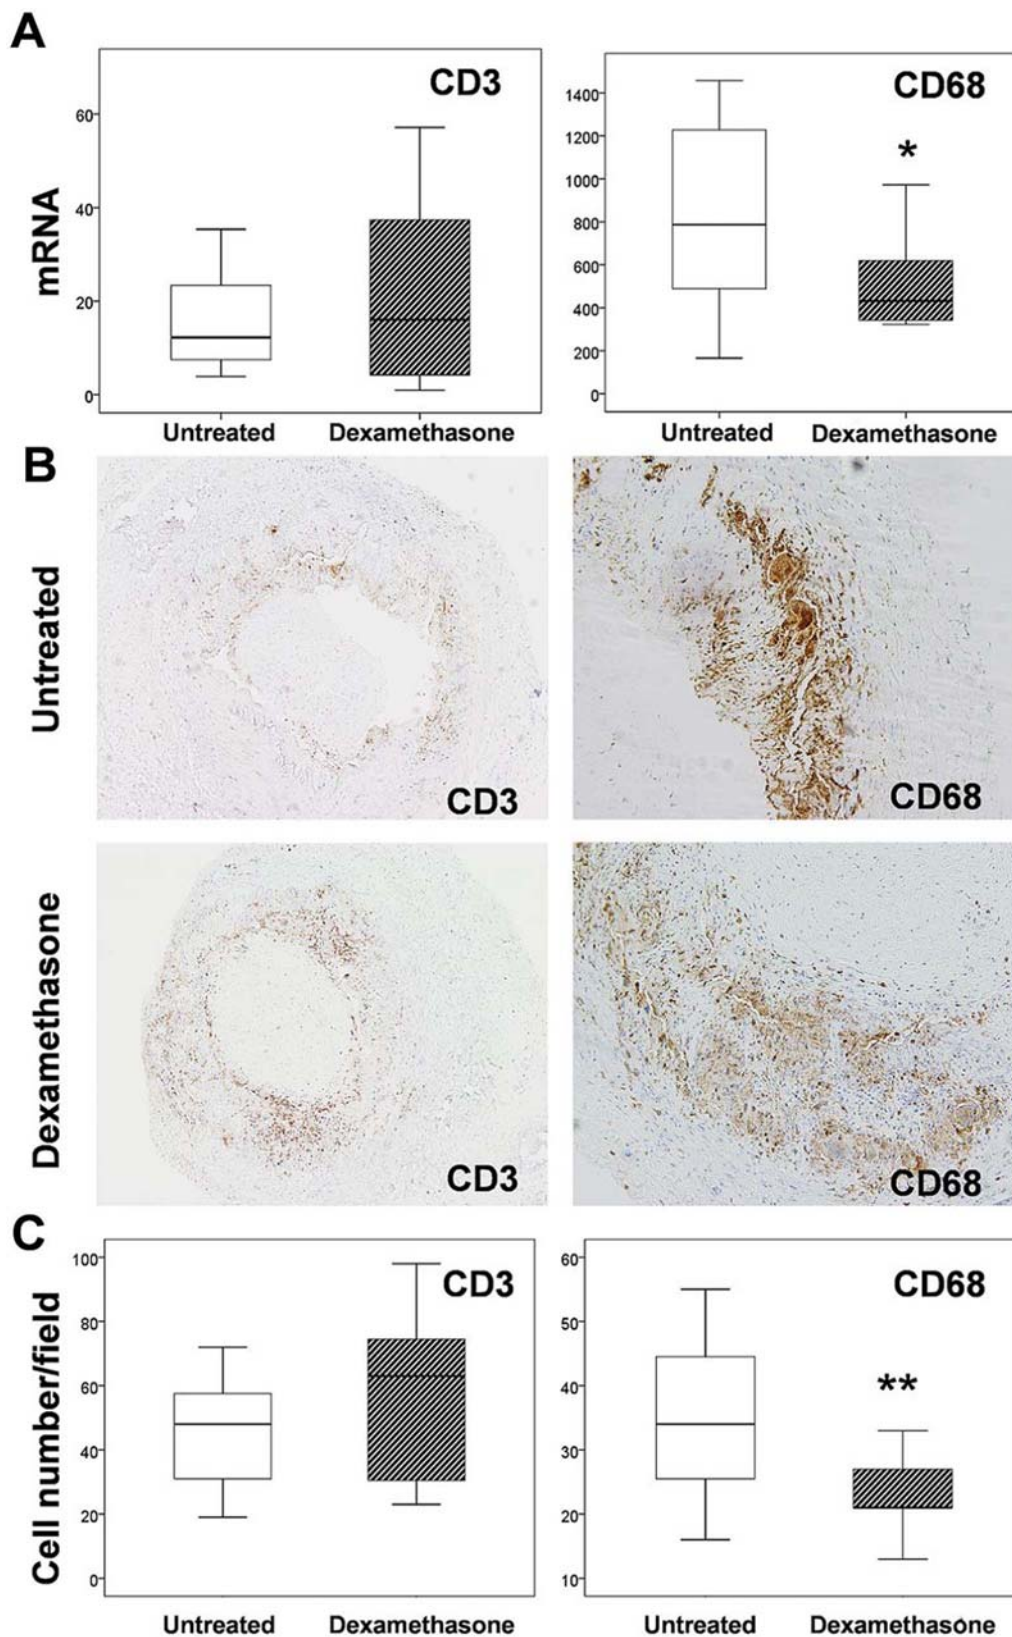 A
CD3
CD68
mRNA
60
40
20
0
1400
1200
1000
800
600
400
200
0
*
Untreated
Dexamethasone
Untreated
Dexamethasone
B
Untreated
CD3
CD68
Dexamethasone
CD3
CD68
C
Cell number/field
CD3
CD68
100
80
60
40
20
0
60
50
40
30
20
10
**
Untreated
Dexamethasone
Untreated
Dexamethasone